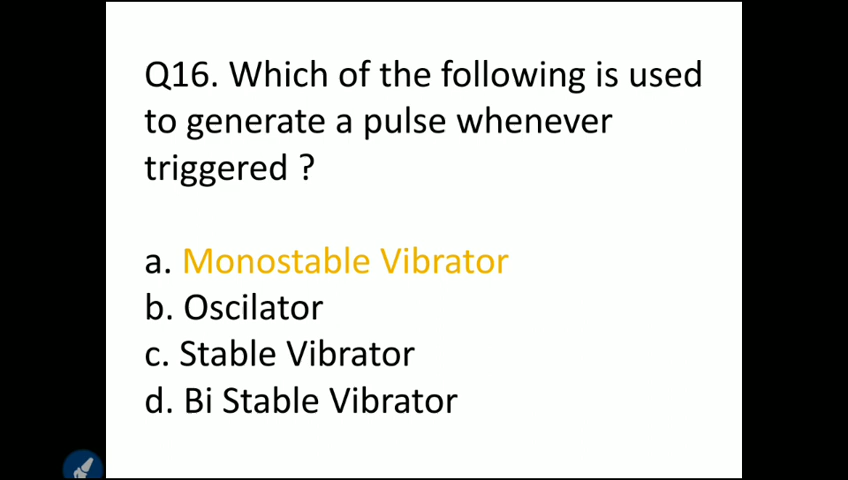 Q16. Which of the following is used
to generate a pulse whenever
triggered ?
a. Monostable Vibrator
b. Oscilator
c. Stable Vibrator
d. Bi Stable Vibrator